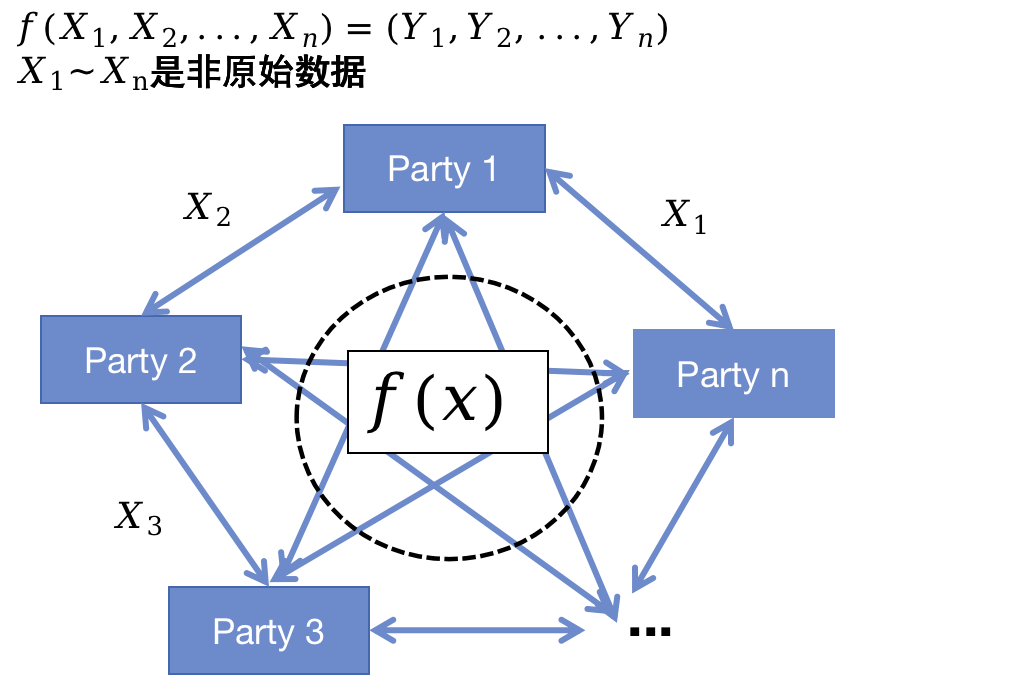 f (X₁, X₂, ..., Xₙ) = (Y₁, Y₂, ..., Yₙ)
X₁~Xₙ是非原始数据
Party 1
X₂
X₁
Party 2
Party n
f (x)
X₃
Party 3
...